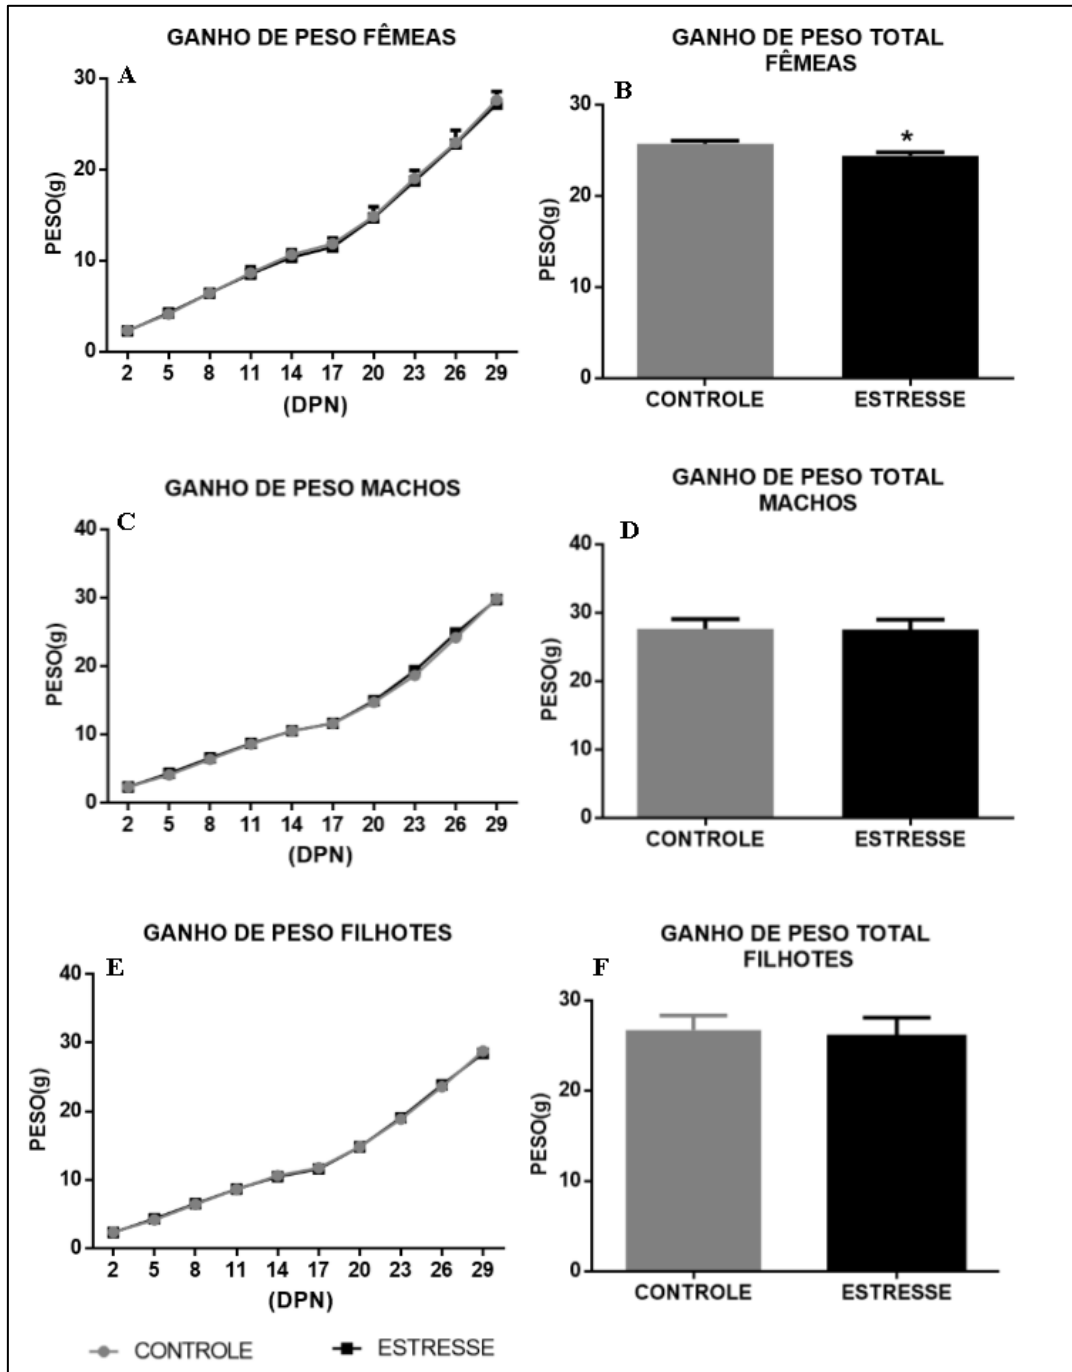 GANHO DE PESO FÊMEAS
A
30
20
10
0
PESO(g)
2 5 8 11 14 17 20 23 26 29
(DPN)
GANHO DE PESO TOTAL
FÊMEAS
B
30
20
10
0
PESO(g)
*
CONTROLE ESTRESSE
GANHO DE PESO MACHOS
C
40
30
20
10
0
PESO(g)
2 5 8 11 14 17 20 23 26 29
(DPN)
GANHO DE PESO TOTAL
MACHOS
D
40
30
20
10
0
PESO(g)
CONTROLE ESTRESSE
GANHO DE PESO FILHOTES
E
40
30
20
10
0
PESO(g)
2 5 8 11 14 17 20 23 26 29
(DPN)
GANHO DE PESO TOTAL
FILHOTES
F
30
20
10
0
PESO(g)
CONTROLE ESTRESSE
CONTROLE ESTRESSE